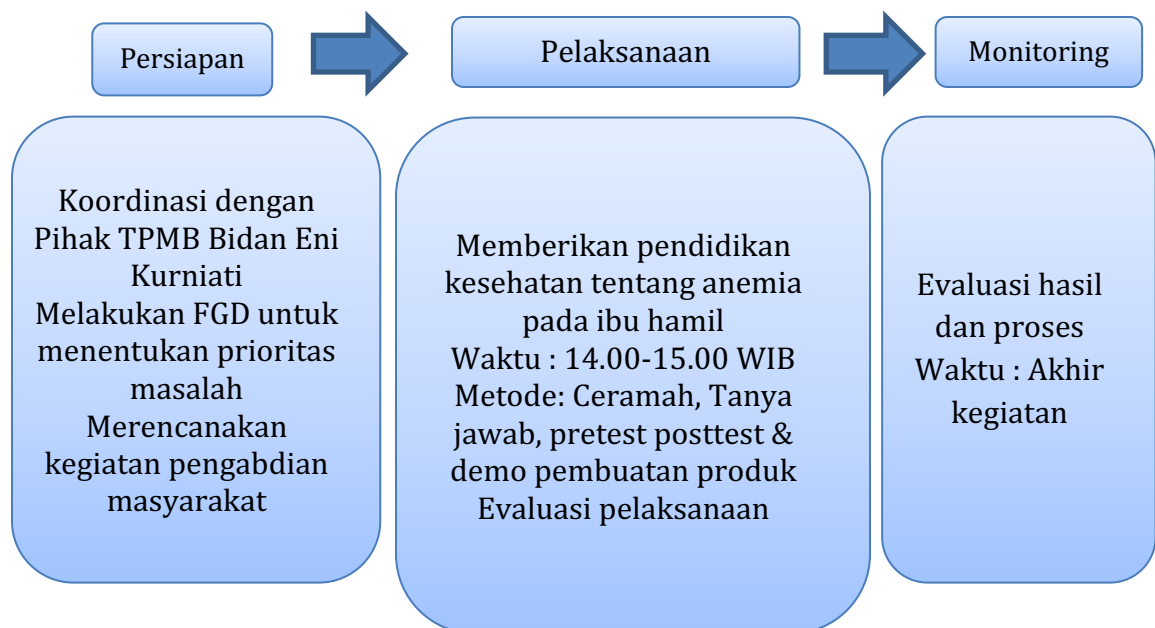 Persiapan
Pelaksanaan
Monitoring
Koordinasi dengan
Pihak TPMB Bidan Eni
Kurniati
Melakukan FGD untuk
menentukan prioritas
masalah
Merencanakan
kegiatan pengabdian
masyarakat
Memberikan pendidikan
kesehatan tentang anemia
pada ibu hamil
Waktu : 14.00-15.00 WIB
Metode: Ceramah, Tanya
jawab, pretest posttest &
demo pembuatan produk
Evaluasi pelaksanaan
Evaluasi hasil
dan proses
Waktu : Akhir
kegiatan